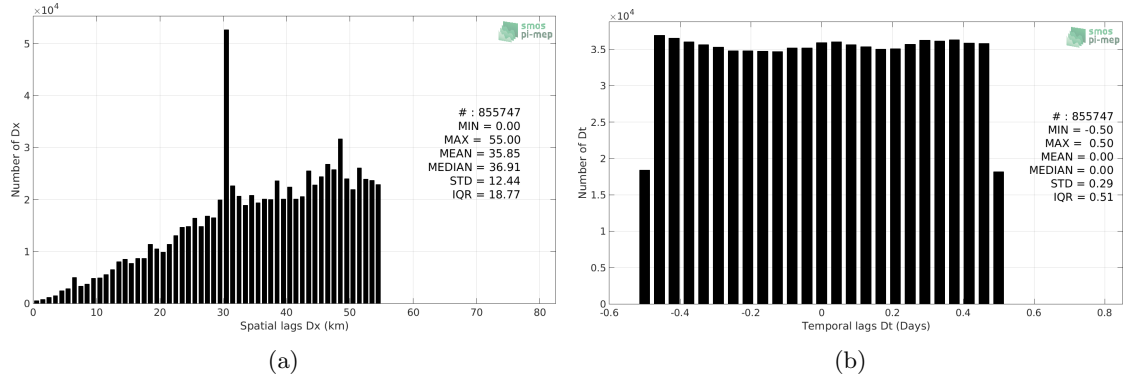 ×10⁴
smos
pi-mep
5
4
3
2
1
0
Number of Dx
# : 855747
MIN = 0.00
MAX = 55.00
MEAN = 35.85
MEDIAN = 36.91
STD = 12.44
IQR = 18.77
0 10 20 30 40 50 60 70 80
Spatial lags Dx (km)
(a)
×10⁴
smos
pi-mep
3.5
3
2.5
2
1.5
1
0.5
0
Number of Dt
# : 855747
MIN = -0.50
MAX = 0.50
MEAN = 0.00
MEDIAN = 0.00
STD = 0.29
IQR = 0.51
-0.6 -0.4 -0.2 0 0.2 0.4 0.6 0.8
Temporal lags Dt (Days)
(b)